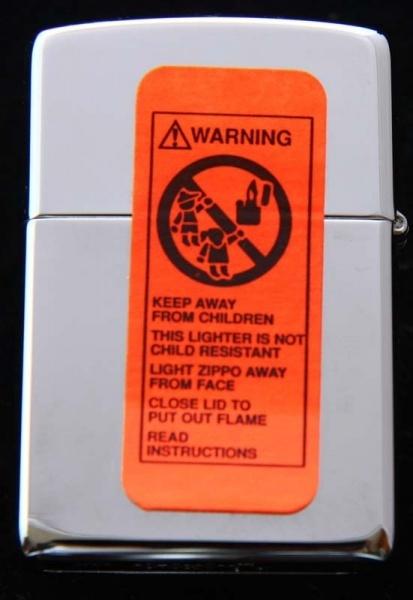 WARNING
KEEP AWAY
FROM CHILDREN
THIS LIGHTER IS NOT
CHILD RESISTANT
LIGHT ZIPPO AWAY
FROM FACE
CLOSE LID TO
PUT OUT FLAME
READ
INSTRUCTIONS